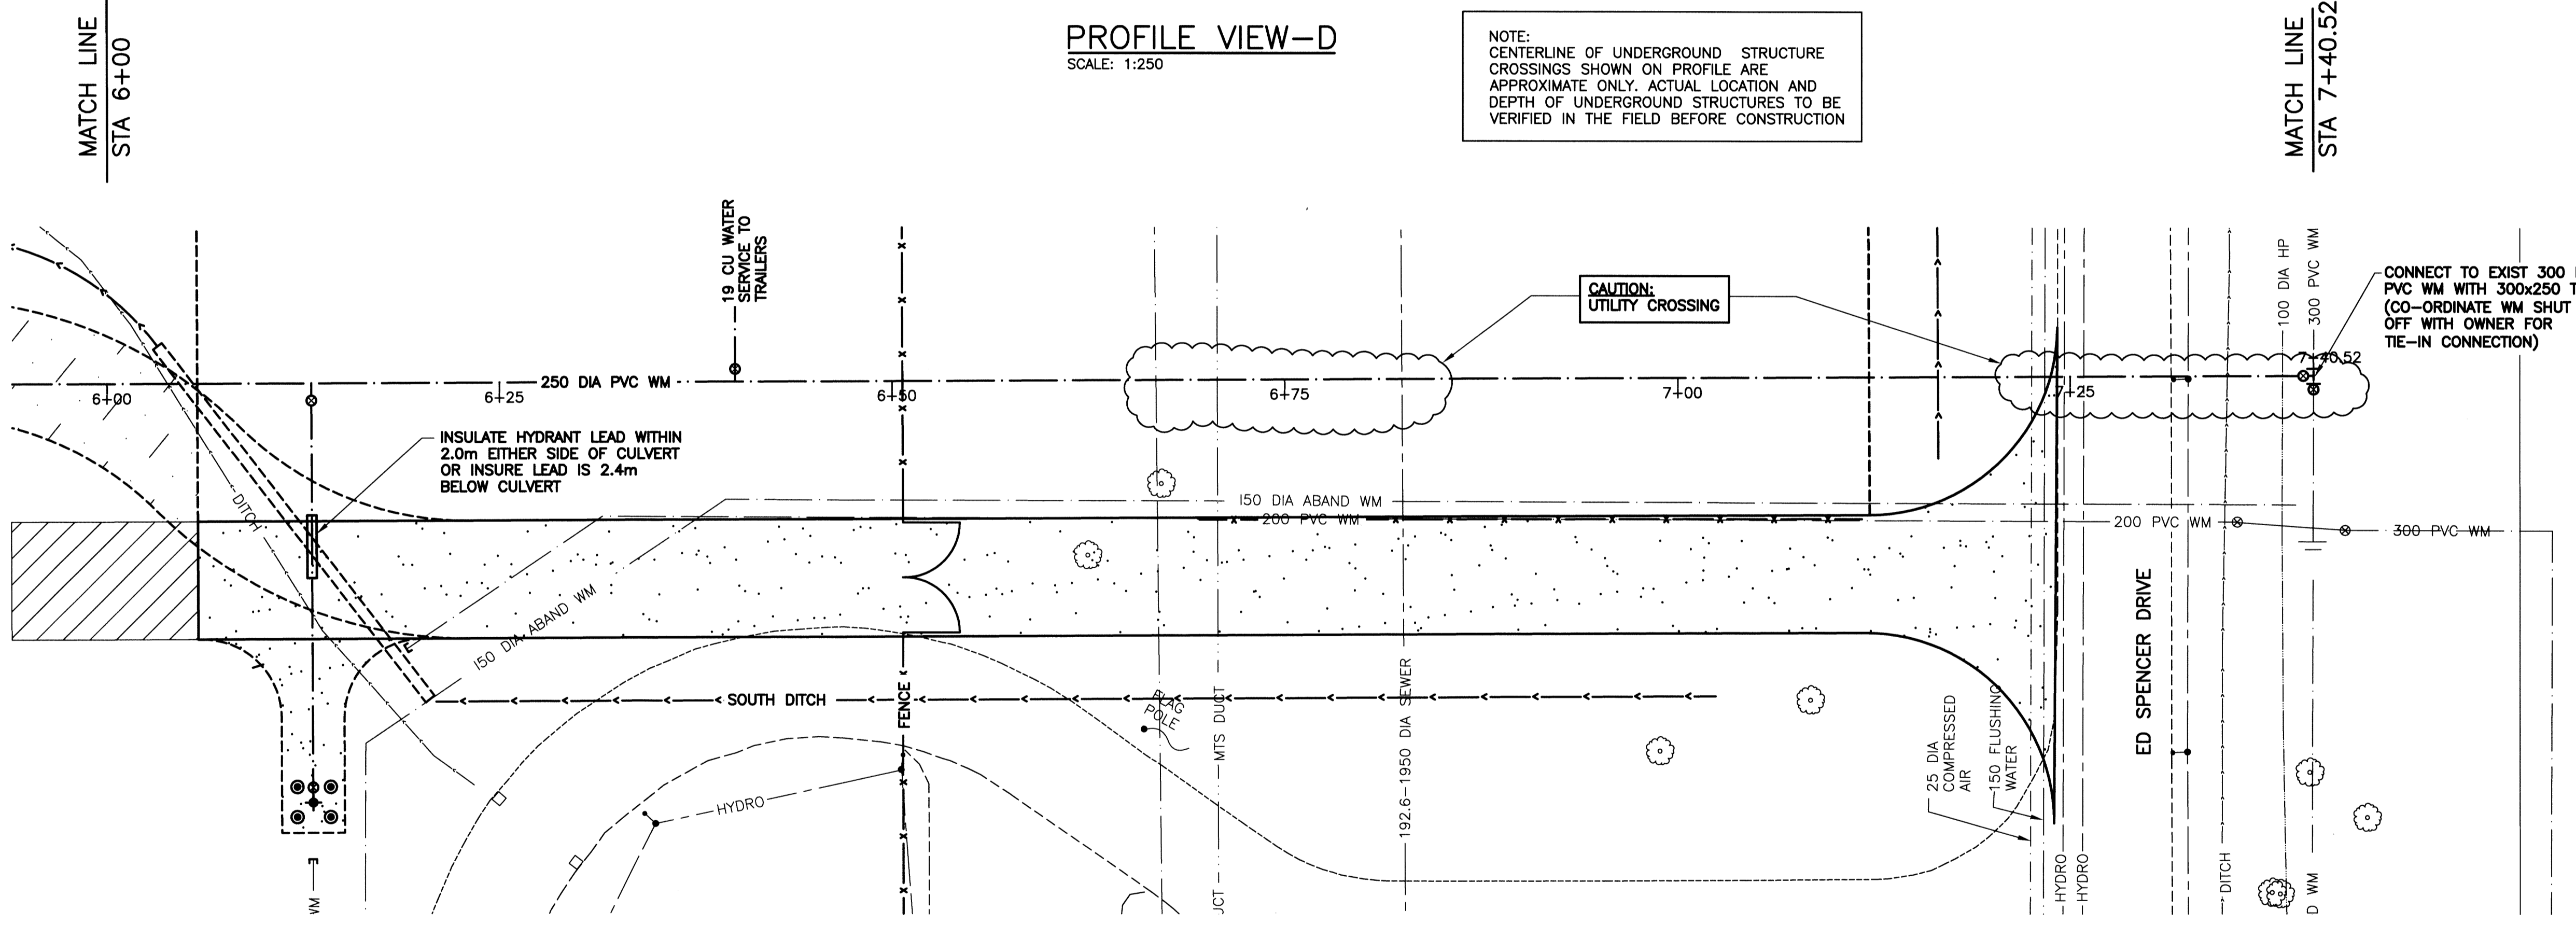 MATCH LINE
STA 6+00
PROFILE VIEW-D
SCALE: 1:250
NOTE:
CENTERLINE OF UNDERGROUND STRUCTURE
CROSSINGS SHOWN ON PROFILE ARE
APPROXIMATE ONLY. ACTUAL LOCATION AND
DEPTH OF UNDERGROUND STRUCTURES TO BE
VERIFIED IN THE FIELD BEFORE CONSTRUCTION
MATCH LINE
STA 7+40.52
19 CU WATER
SERVICE TO
TRAILERS
CAUTION:
UTILITY CROSSING
100 DIA HP
300 PVC WM
CONNECT TO EXIST 300
PVC WM WITH 300x250 T
(CO-ORDINATE WM SHUT
OFF WITH OWNER FOR
TIE-IN CONNECTION)
7+40.52
250 DIA PVC WM
6+00
6+25
6+50
6+75
7+00
7+25
INSULATE HYDRANT LEAD WITHIN
2.0m EITHER SIDE OF CULVERT
OR INSURE LEAD IS 2.4m
BELOW CULVERT
DITCH
150 DIA ABAND WM
200 PVC WM
200 PVC WM
300 PVC WM
150 DIA ABAND WM
SOUTH DITCH
FENCE
FLAG
POLE
MTS DUCT
192.6-1950 DIA SEWER
25 DIA
COMPRESSED
AIR
150 FLUSHING
WATER
ED SPENCER DRIVE
HYDRO
HYDRO
HYDRO
DITCH
D WM
UCT
WM